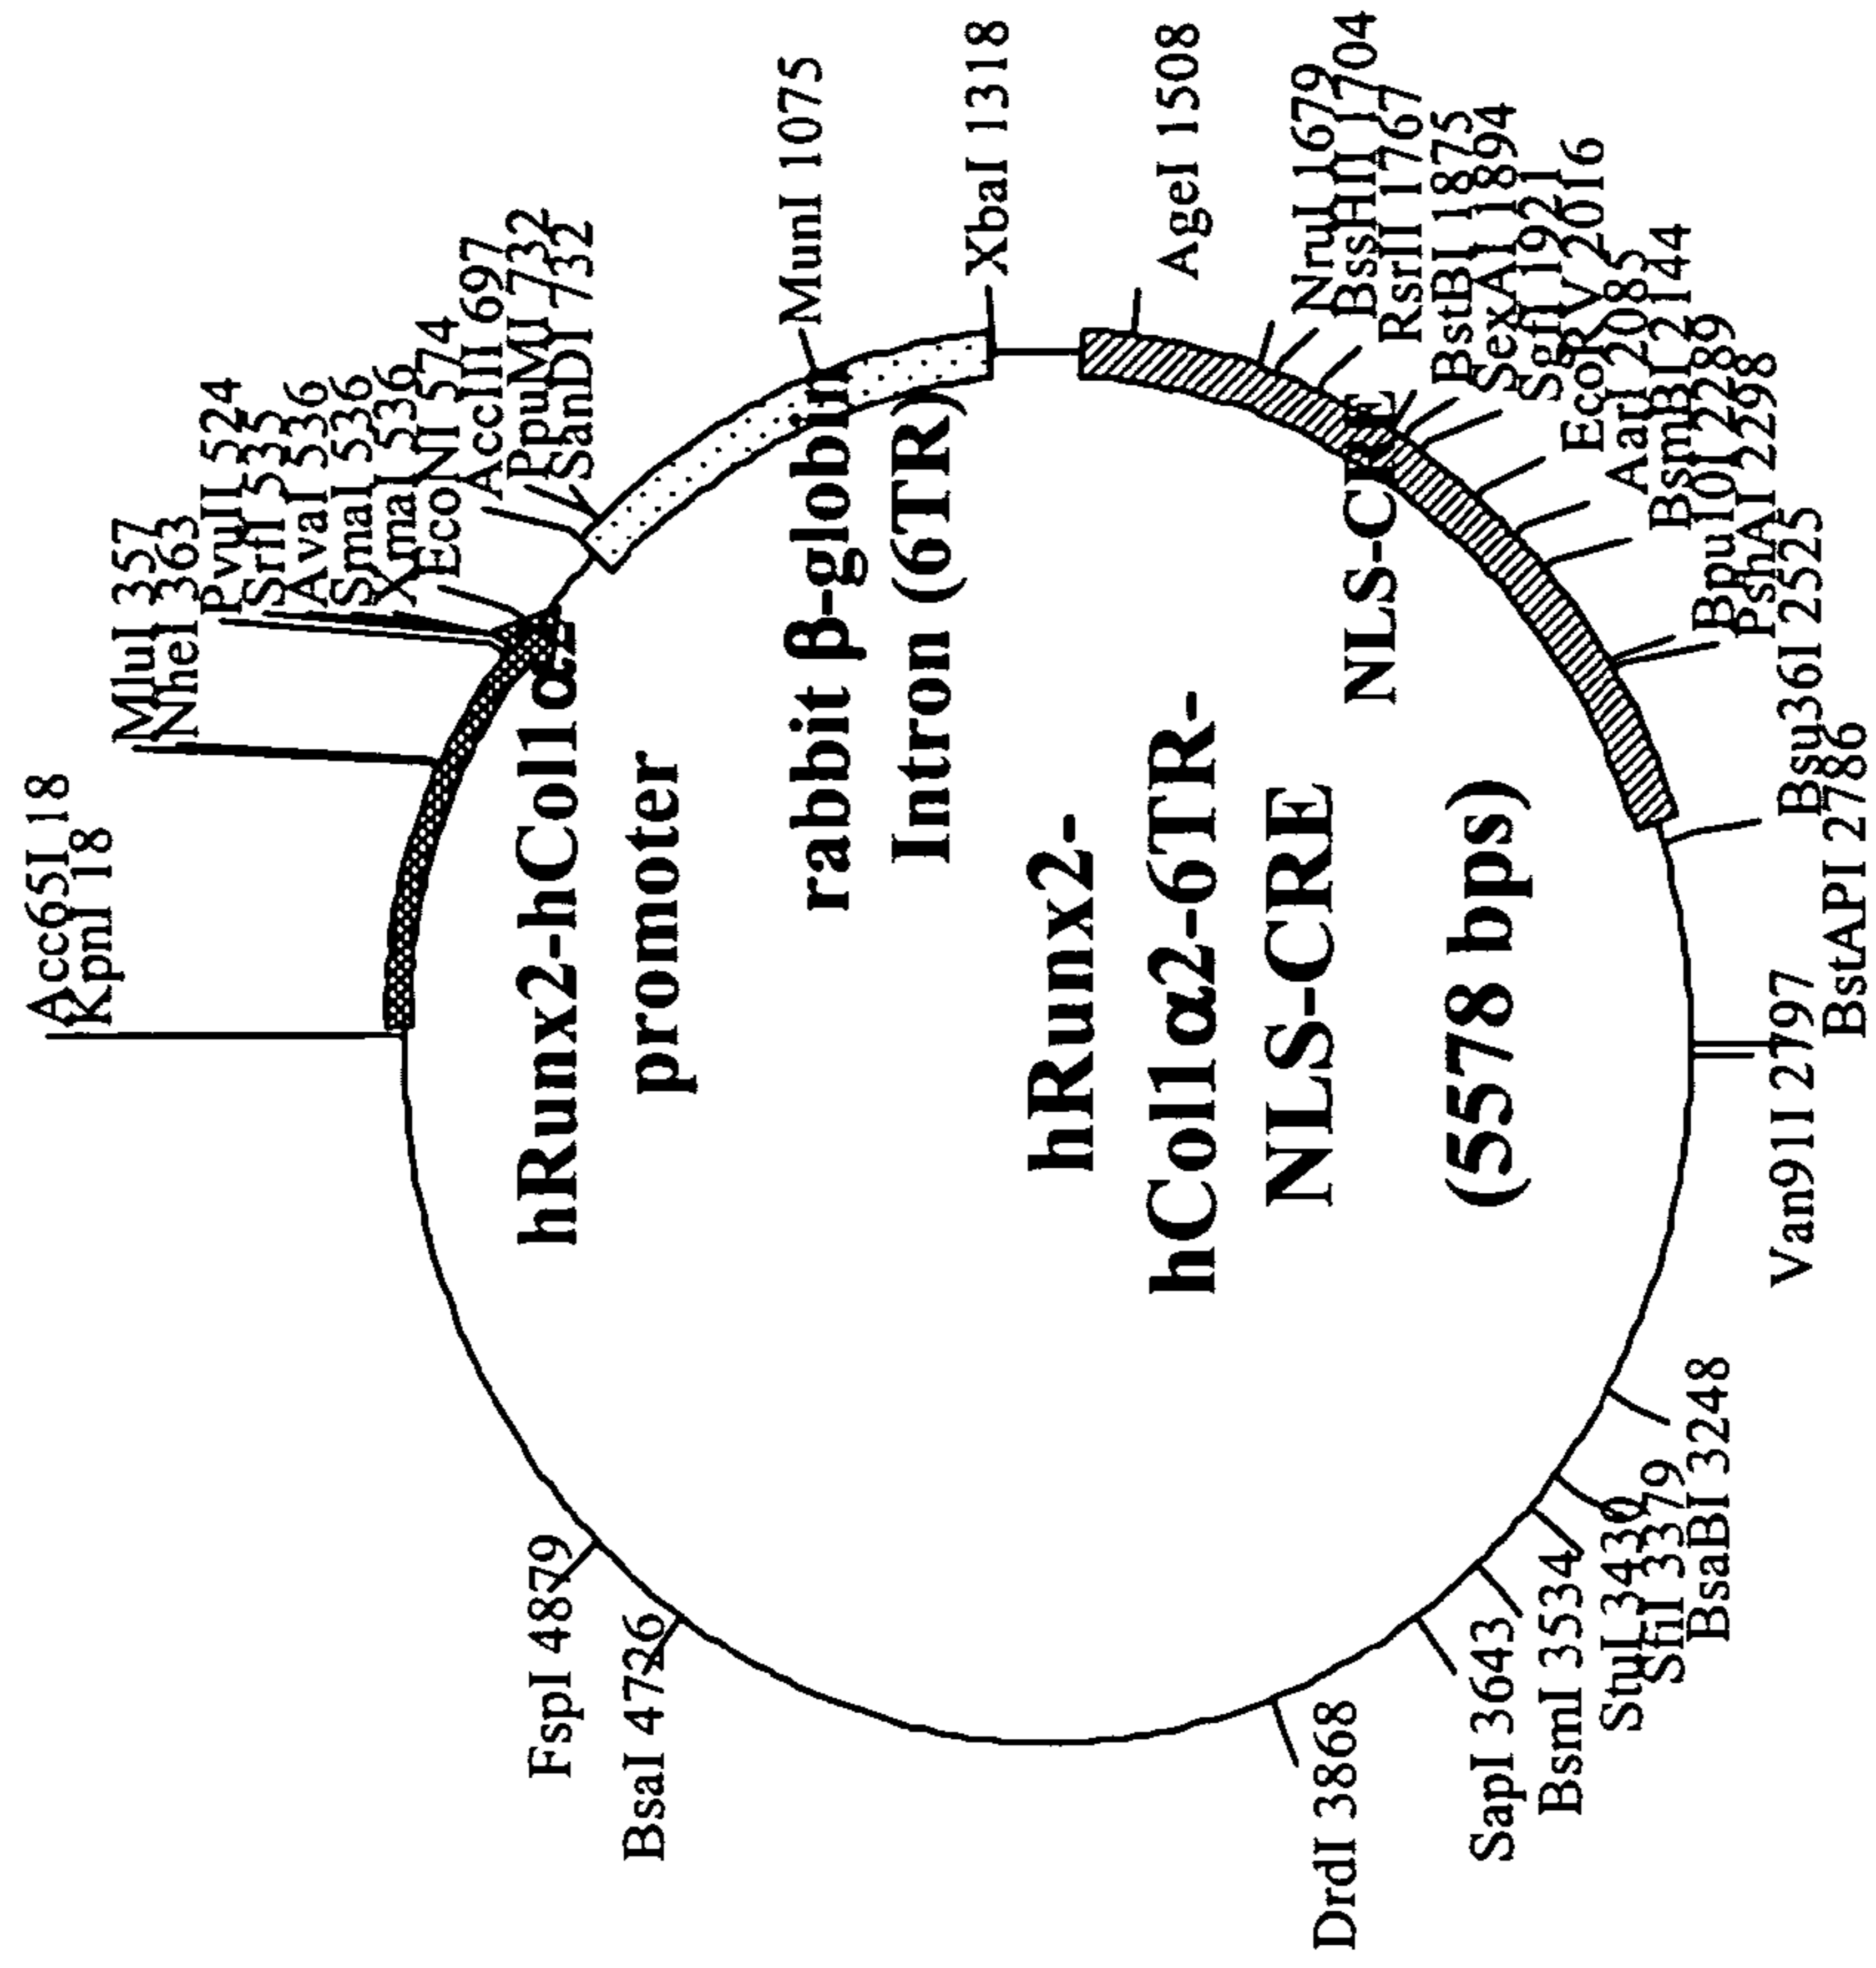 Acc65I 18
KpnI 18
MluI 357
NheI 363
PvuII 524
SrfI 535
AvaI 536
SmaI 536
XmaI 536
EcoNI 574
AccIII 697
PpuMI 732
SanDI 732
MunI 1075
XbaI 1318
AgeI 1508
NruI 1679
BssHII 1704
RsrII 1767
BstBI 1875
SexAI 1894
SgfI 1921
EcoRV 2016
AarI 2085
BsmBI 2144
Bpu10I 2289
PshAI 2298
Bsu36I 2525
BstAPI 2786
Van91I 2797
BsaBI 3248
SfiI 3379
StuI 3430
BsmI 3534
SapI 3643
DrdI 3868
BsaI 4736
FspI 4879
hRunx2-hCol1α2
promoter
rabbit β-globin
Intron (6TR)
NLS-CRE
hRunx2-
hCol1α2-6TR-
NLS-CRE
(5578 bps)